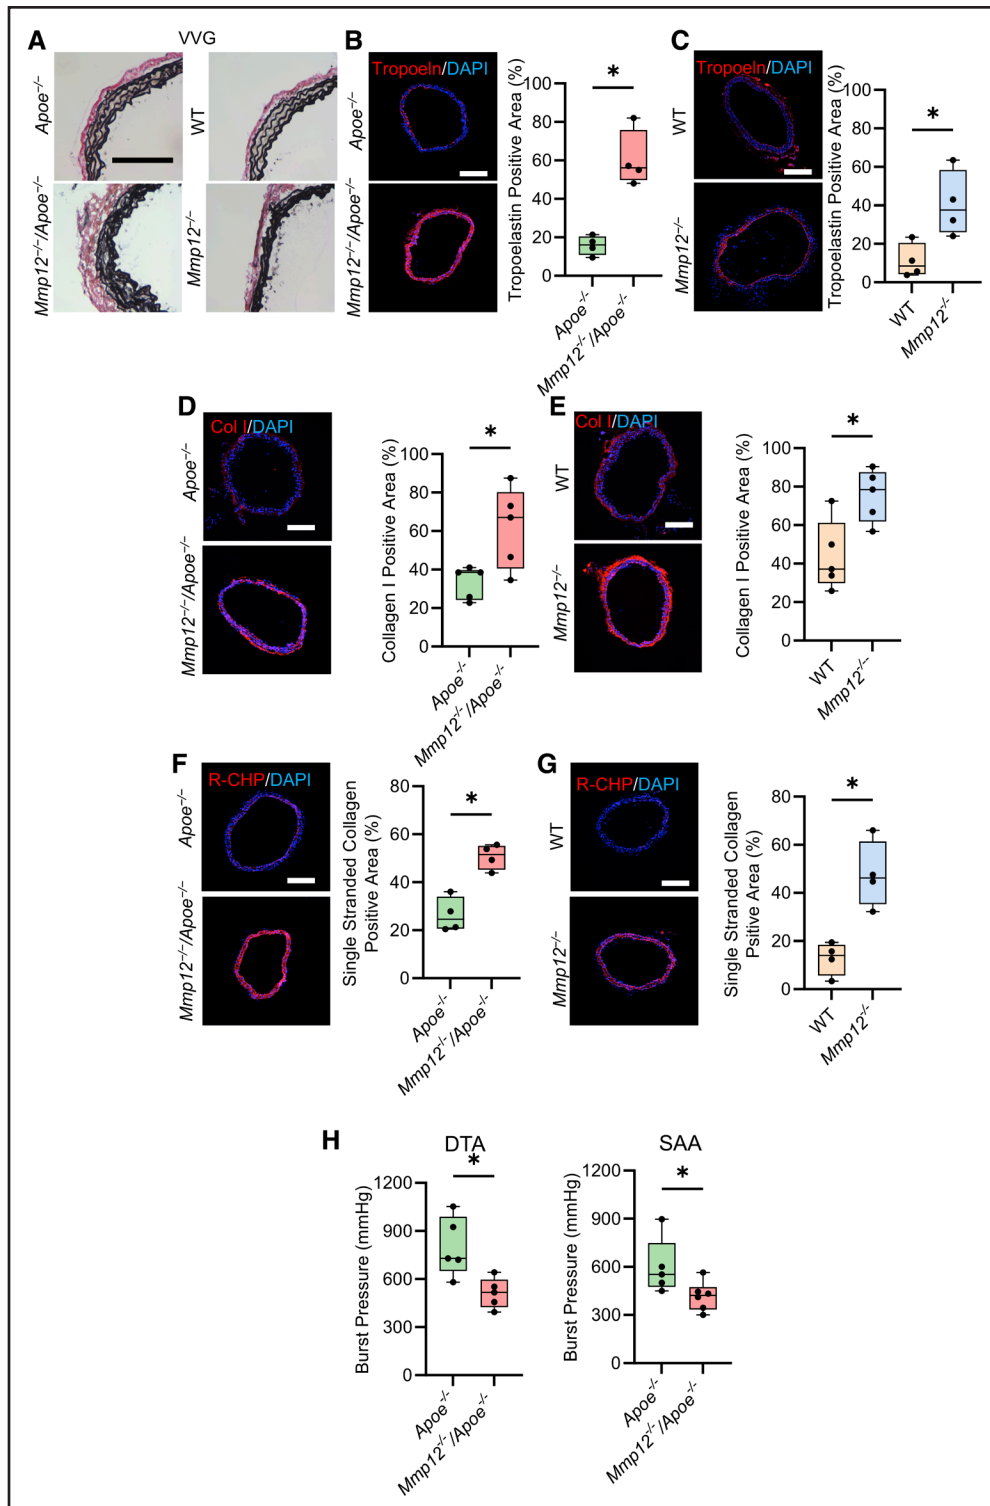 A
VVG
Apoe⁻/⁻
WT
Mmp12⁻/⁻/Apoe⁻/⁻
Mmp12⁻/⁻
B
Tropoeln/DAPI
Apoe⁻/⁻
Mmp12⁻/⁻/Apoe⁻/⁻
Tropoelastin Positive Area (%)
100
80
60
40
20
0
*
Apoe⁻/⁻
Mmp12⁻/⁻/Apoe⁻/⁻
C
Tropoeln/DAPI
WT
Mmp12⁻/⁻
Tropoelastin Positive Area (%)
100
80
60
40
20
0
*
WT
Mmp12⁻/⁻
D
Col I/DAPI
Apoe⁻/⁻
Mmp12⁻/⁻/Apoe⁻/⁻
Collagen I Positive Area (%)
100
80
60
40
20
0
*
Apoe⁻/⁻
Mmp12⁻/⁻/Apoe⁻/⁻
E
Col I/DAPI
WT
Mmp12⁻/⁻
Collagen I Positive Area (%)
100
80
60
40
20
0
*
WT
Mmp12⁻/⁻
F
R-CHP/DAPI
Apoe⁻/⁻
Mmp12⁻/⁻/Apoe⁻/⁻
Single Stranded Collagen
Positive Area (%)
80
60
40
20
0
*
Apoe⁻/⁻
Mmp12⁻/⁻/Apoe⁻/⁻
G
R-CHP/DAPI
WT
Mmp12⁻/⁻
Single Stranded Collagen
Psitive Area (%)
80
60
40
20
0
*
WT
Mmp12⁻/⁻
H
DTA
Burst Pressure (mmHg)
1200
900
600
300
0
*
Apoe⁻/⁻
Mmp12⁻/⁻/Apoe⁻/⁻
SAA
Burst Pressure (mmHg)
1200
900
600
300
0
*
Apoe⁻/⁻
Mmp12⁻/⁻/Apoe⁻/⁻